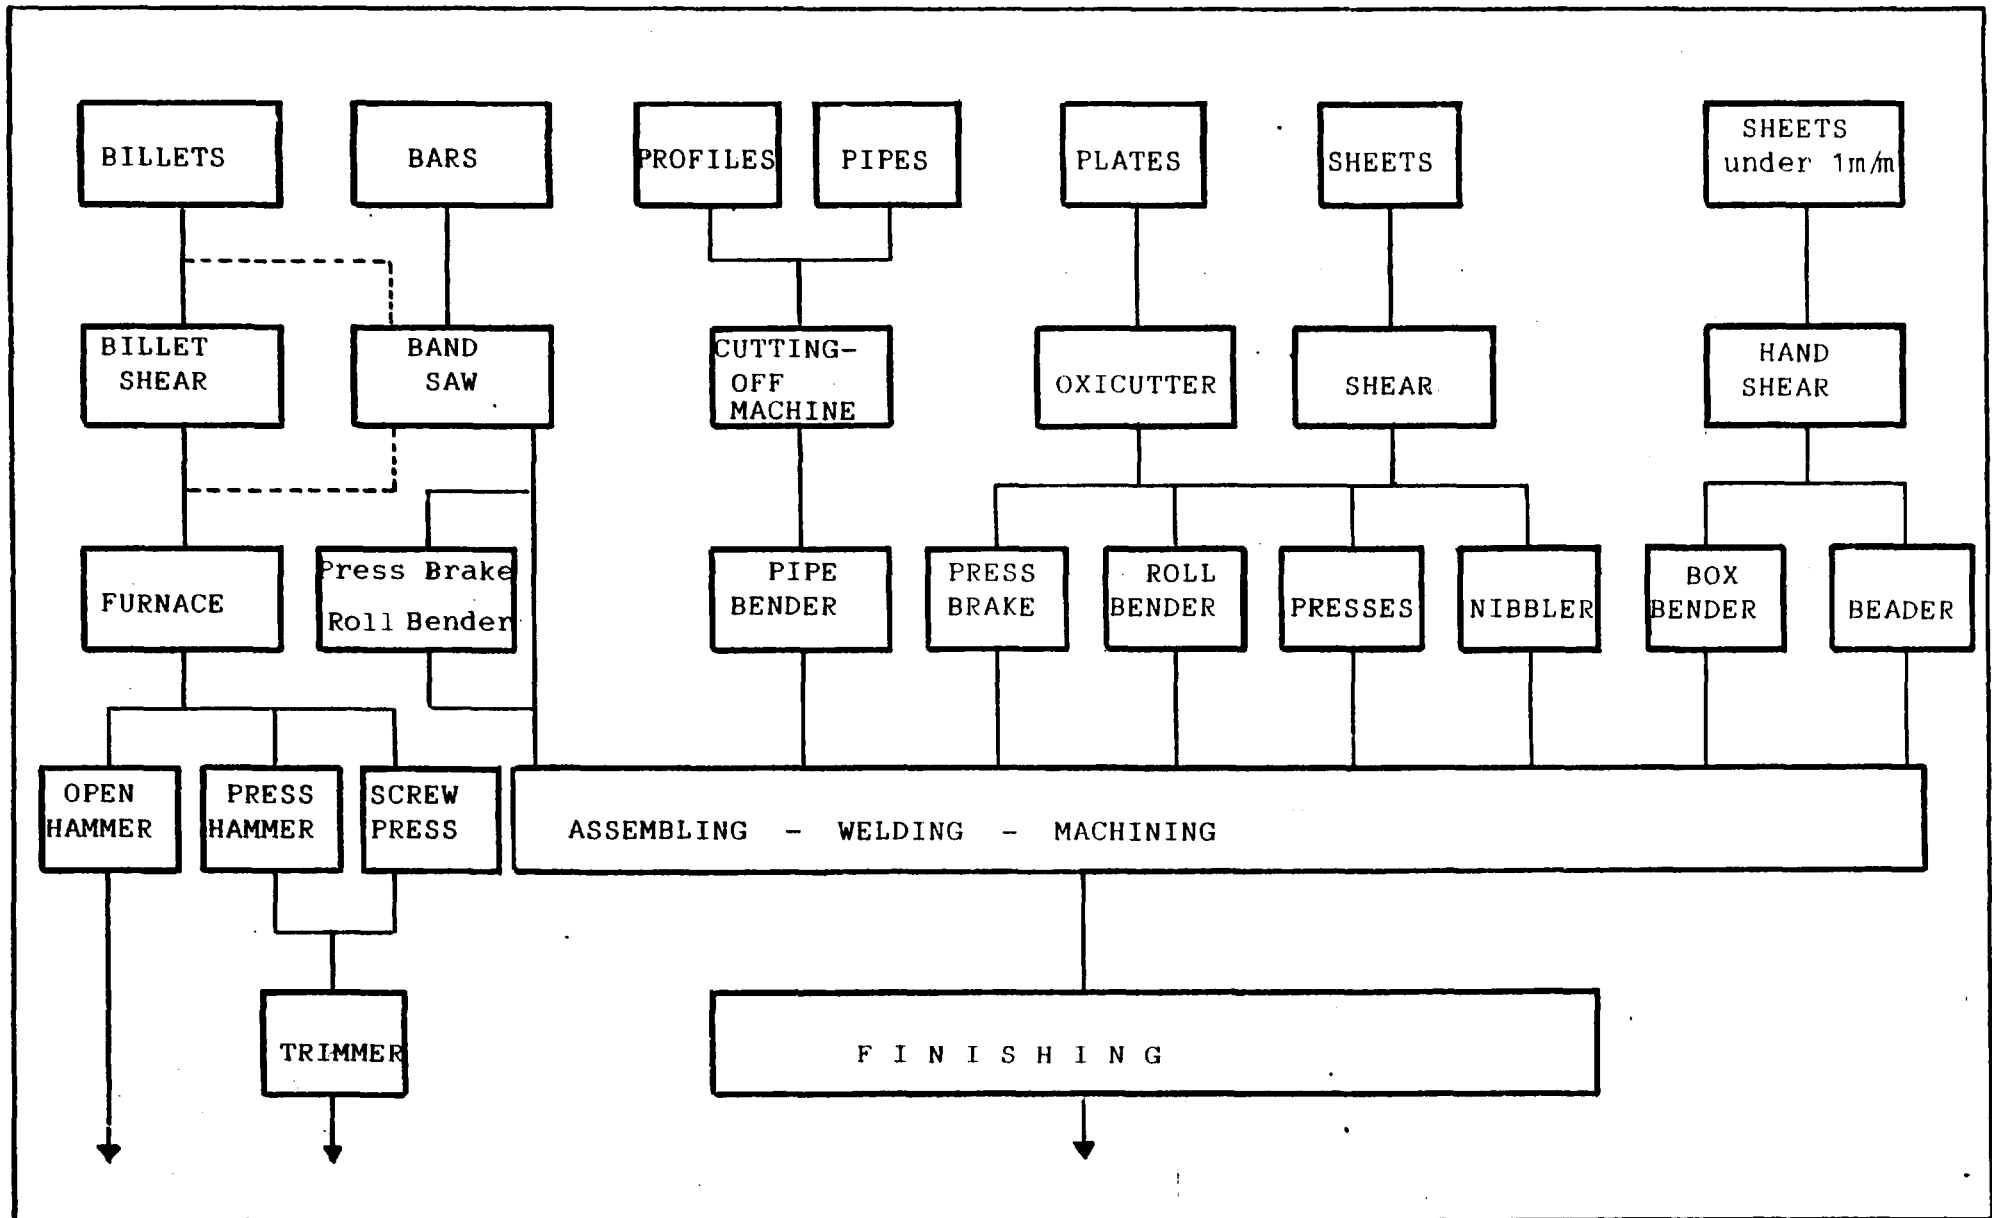 BILLETS
BARS
PROFILES
PIPES
PLATES
SHEETS
SHEETS
under 1m/m
BILLET
SHEAR
BAND
SAW
CUTTING-
OFF
MACHINE
OXICUTTER
SHEAR
HAND
SHEAR
FURNACE
Press Brake
Roll Bender
PIPE
BENDER
PRESS
BRAKE
ROLL
BENDER
PRESSES
NIBBLER
BOX
BENDER
BEADER
OPEN
HAMMER
PRESS
HAMMER
SCREW
PRESS
ASSEMBLING - WELDING - MACHINING
TRIMMER
F I N I S H I N G